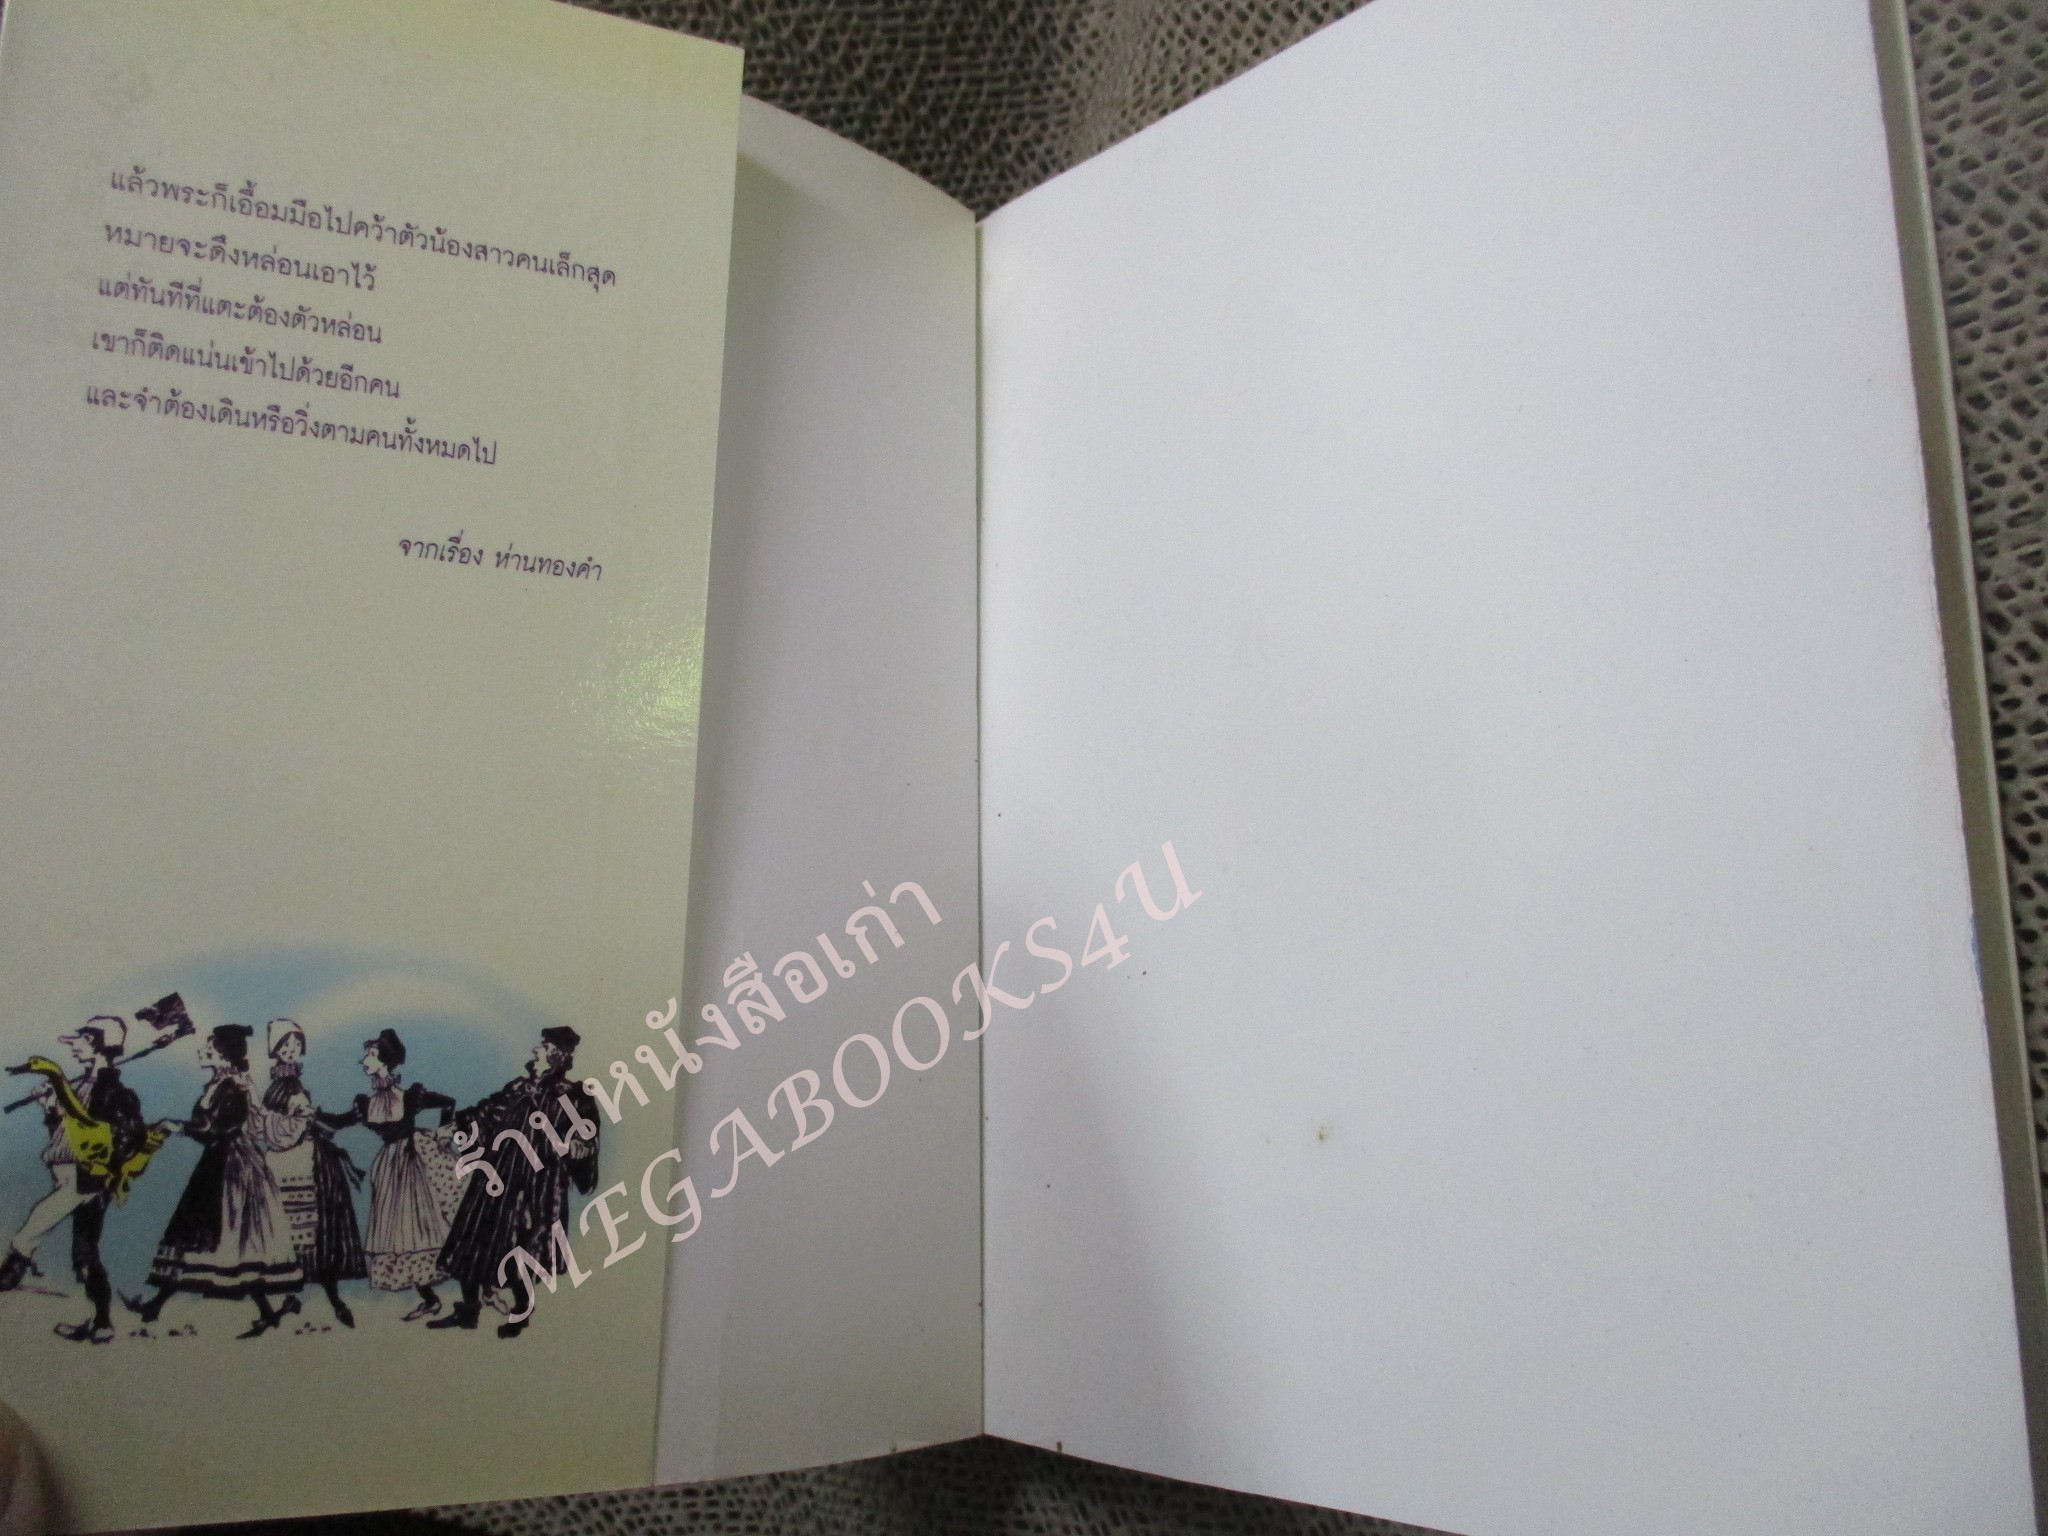 แล้วพระก็เอื้อมมือไปคว้าตัวน้องสาวคนเล็กสุด
หมายจะดึงหล่อนเอาไว้
แต่ทันทีที่แตะต้องตัวหล่อน
เขาก็ติดแน่นเข้าไปด้วยอีกคน
และจำต้องเดินหรือวิ่งตามคนทั้งหมดไป
จากเรื่อง ห่านทองคำ
ร้านหนังสือเก่า
MEGABOOKS4U